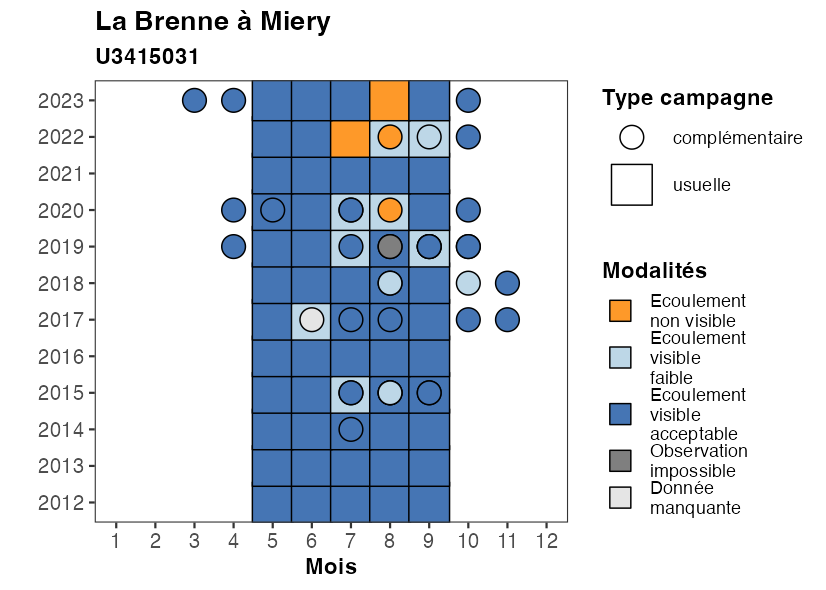 La Brenne à Miery
U3415031
2023
2022
2021
2020
2019
2018
2017
2016
2015
2014
2013
2012
1 2 3 4 5 6 7 8 9 10 11 12
Mois
Type campagne
complémentaire
usuelle
Modalités
Ecoulement
non visible
Ecoulement
visible
faible
Ecoulement
visible
acceptable
Observation
impossible
Donnée
manquante